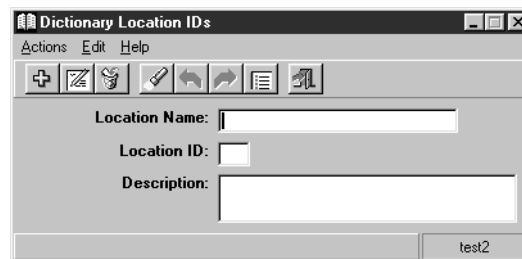 Dictionary Location IDs
Actions Edit Help
Location Name:
Location ID:
Description:
test2